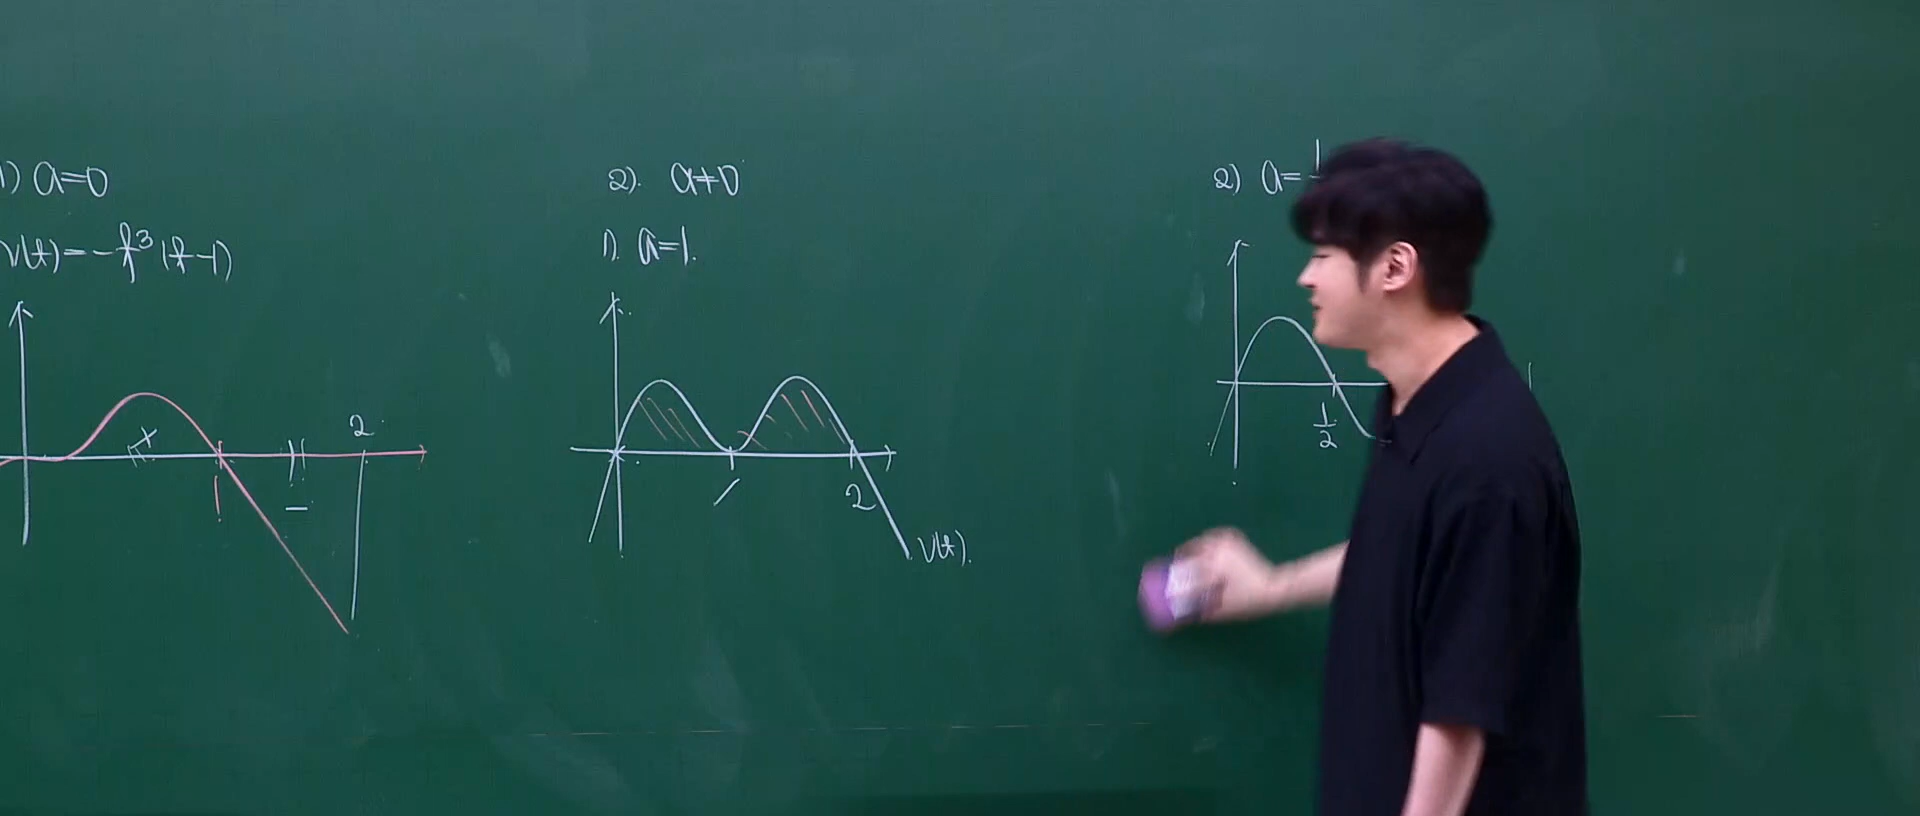 1) a=0
v(t)=-t³(t-1)
1
2
2). a≠0
1). a=1.
1
2
v(t).
2) a=1
1/2